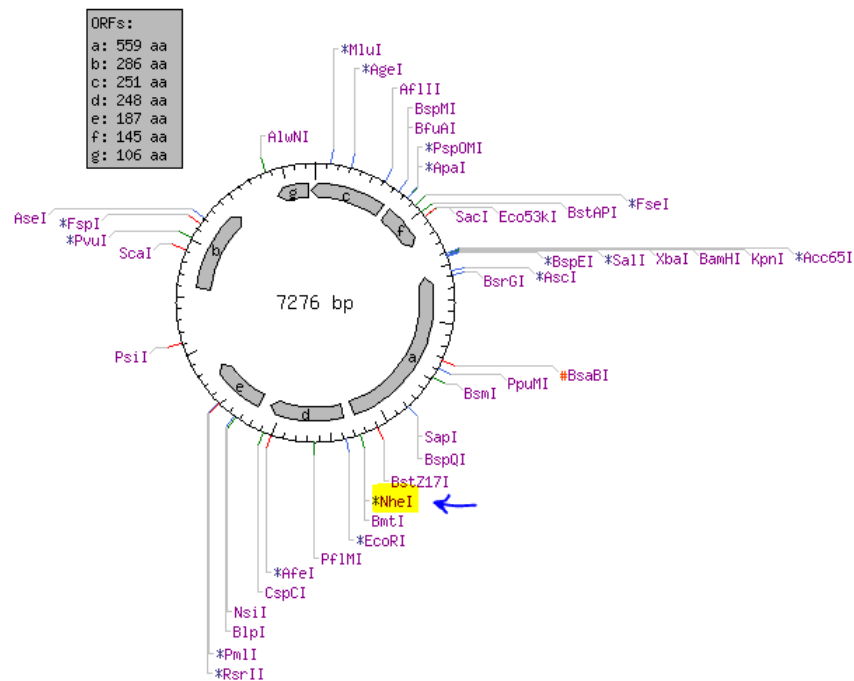 ORFs:
a: 559 aa
b: 286 aa
c: 251 aa
d: 248 aa
e: 187 aa
f: 145 aa
g: 106 aa
*MluI
*AgeI
AflII
BspMI
BfuAI
*PspOMI
*ApaI
AlwNI
*FseI
SacI Eco53kI BstAPI
AseI
*FspI
*PvuI
ScaI
*BspEI *SalI XbaI BamHI KpnI *Acc65I
BsrGI *AscI
g c f b a e d
7276 bp
PsiI
#BsaBI
PpuMI
BsmI
SapI
BspQI
BstZ17I
*NheI
BmtI
*EcoRI
PflMI
*AfeI
CspCI
NsiI
BlpI
*PmlI
*RsrII